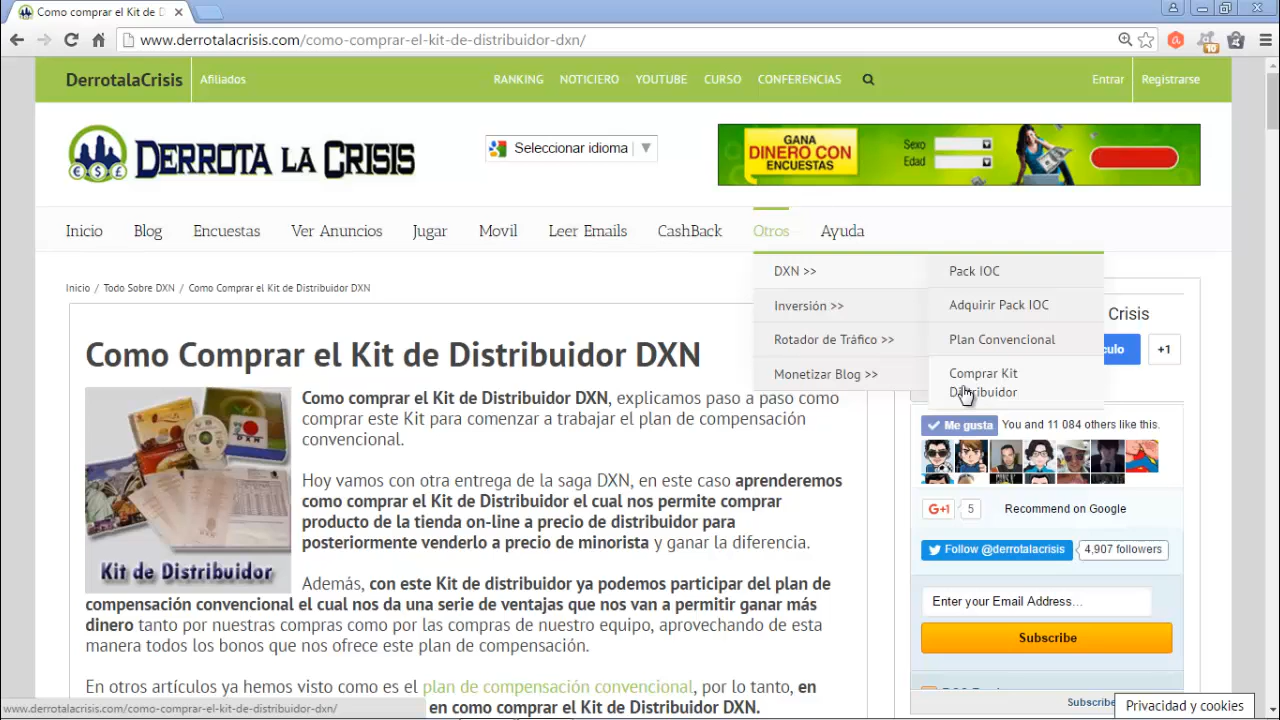 Como comprar el Kit de D
www.derrotalacrisis.com/como-comprar-el-kit-de-distribuidor-dxn/
10
DerrotalaCrisis
Afiliados
RANKING NOTICIERO YOUTUBE CURSO CONFERENCIAS
Entrar
Registrarse
DERROTA LA CRISIS
Seleccionar idioma
GANA
DINERO CON
ENCUESTAS
Sexo
Edad
Inicio Blog Encuestas Ver Anuncios Jugar Movil Leer Emails CashBack Otros Ayuda
DXN >>
Inversión >>
Rotador de Tráfico >>
Monetizar Blog >>
Pack IOC
Adquirir Pack IOC
Plan Convencional
Comprar Kit
Distribuidor
Inicio / Todo Sobre DXN / Como Comprar el Kit de Distribuidor DXN
Como Comprar el Kit de Distribuidor DXN
DXN
Kit de Distribuidor
Como comprar el Kit de Distribuidor DXN, explicamos paso a paso como
comprar este Kit para comenzar a trabajar el plan de compensación
convencional.
Hoy vamos con otra entrega de la saga DXN, en este caso aprenderemos
como comprar el Kit de Distribuidor el cual nos permite comprar
producto de la tienda on-line a precio de distribuidor para
posteriormente venderlo a precio de minorista y ganar la diferencia.
Además, con este Kit de distribuidor ya podemos participar del plan de
compensación convencional el cual nos da una serie de ventajas que nos van a permitir ganar más
dinero tanto por nuestras compras como por las compras de nuestro equipo, aprovechando de esta
manera todos los bonos que nos ofrece este plan de compensación.
En otros artículos ya hemos visto como es el plan de compensación convencional, por lo tanto, en
en como comprar el Kit de Distribuidor DXN.
Crisis
culo
+1
Me gusta
You and 11 084 others like this.
G+1
5
Recommend on Google
Follow @derrotalacrisis
4,907 followers
Enter your Email Address...
Subscribe
Subscribe
Privacidad y cookies
www.derrotalacrisis.com/como-comprar-el-kit-de-distribuidor-dxn/